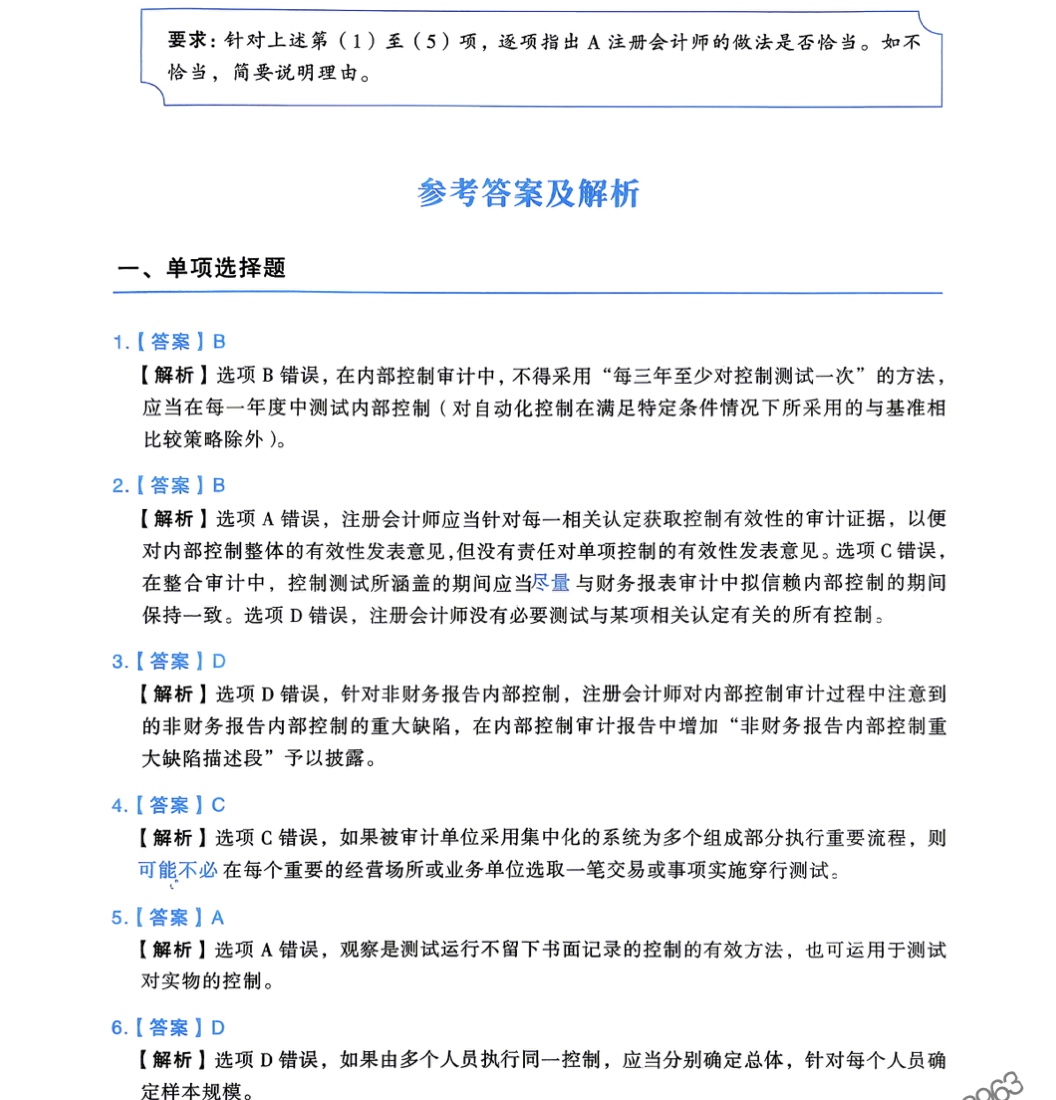 要求：针对上述第（1）至（5）项，逐项指出 A 注册会计师的做法是否恰当。如不
恰当，简要说明理由。
参考答案及解析
一、单项选择题
1.【答案】B
【解析】选项 B 错误，在内部控制审计中，不得采用“每三年至少对控制测试一次”的方法，
应当在每一年度中测试内部控制（对自动化控制在满足特定条件情况下所采用的与基准相
比较策略除外）。
2.【答案】B
【解析】选项 A 错误，注册会计师应当针对每一相关认定获取控制有效性的审计证据，以便
对内部控制整体的有效性发表意见，但没有责任对单项控制的有效性发表意见。选项 C 错误，
在整合审计中，控制测试所涵盖的期间应当尽量与财务报表审计中拟信赖内部控制的期间
保持一致。选项 D 错误，注册会计师没有必要测试与某项相关认定有关的所有控制。
3.【答案】D
【解析】选项 D 错误，针对非财务报告内部控制，注册会计师对内部控制审计过程中注意到
的非财务报告内部控制的重大缺陷，在内部控制审计报告中增加“非财务报告内部控制重
大缺陷描述段”予以披露。
4.【答案】C
【解析】选项 C 错误，如果被审计单位采用集中化的系统为多个组成部分执行重要流程，则
可能不必在每个重要的经营场所或业务单位选取一笔交易或事项实施穿行测试。
5.【答案】A
【解析】选项 A 错误，观察是测试运行不留下书面记录的控制的有效方法，也可运用于测试
对实物的控制。
6.【答案】D
【解析】选项 D 错误，如果由多个人员执行同一控制，应当分别确定总体，针对每个人员确
定样本规模。